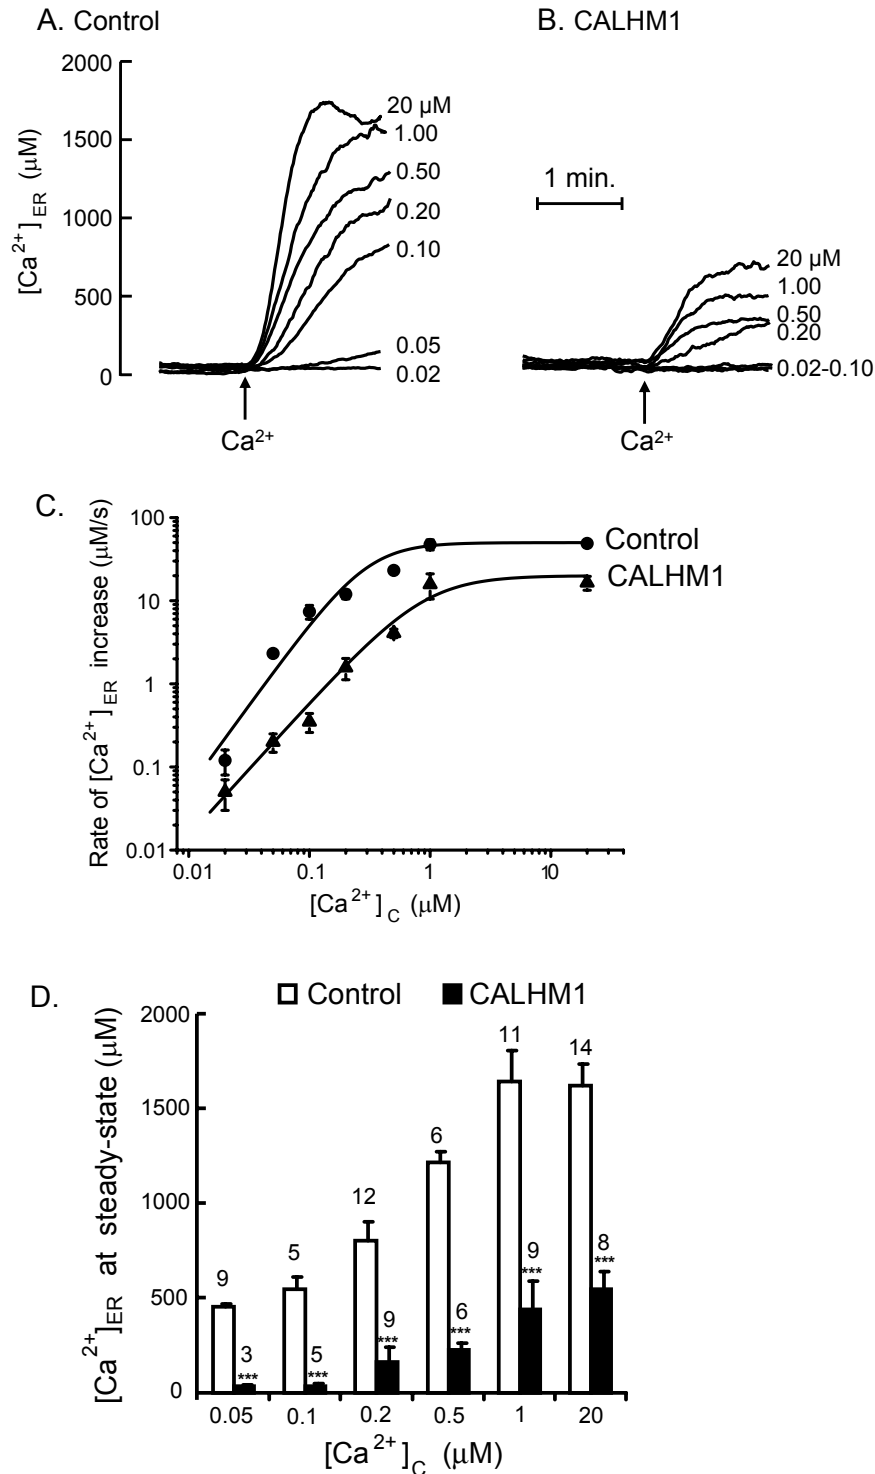 A. Control
B. CALHM1
2000
1500
1000
500
0
[Ca2+]ER (μM)
20 μM
1.00
0.50
0.20
0.10
0.05
0.02
Ca2+
1 min.
20 μM
1.00
0.50
0.20
0.02-0.10
Ca2+
C.
Rate of [Ca2+]ER increase (μM/s)
100
10
1
0.1
0.01
Control
CALHM1
0.01
0.1
1
10
[Ca2+]C (μM)
D.
Control
CALHM1
[Ca2+]ER at steady-state (μM)
2000
1500
1000
500
0
9
3
***
5
5
***
12
9
***
6
6
***
11
9
***
14
8
***
0.05
0.1
0.2
0.5
1
20
[Ca2+]C (μM)